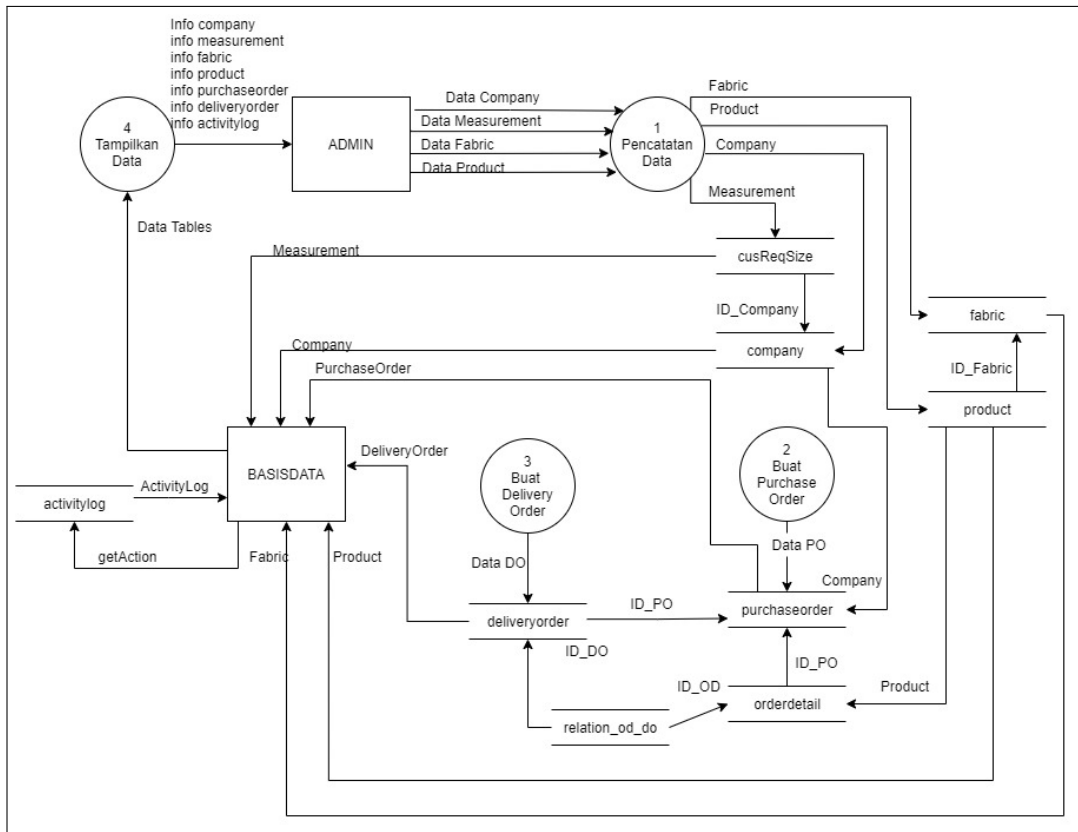 Info company
info measurement
info fabric
info product
info purchaseorder
info deliveryorder
info activitylog
4
Tampilkan
Data
ADMIN
Data Company
Data Measurement
Data Fabric
Data Product
1
Pencatatan
Data
Fabric
Product
Company
Measurement
Data Tables
Measurement
cusReqSize
ID_Company
Company
company
fabric
PurchaseOrder
ID_Fabric
product
BASISDATA
DeliveryOrder
3
Buat
Delivery
Order
2
Buat
Purchase
Order
activitylog
ActivityLog
getAction
Fabric
Product
Data DO
Data PO
Company
deliveryorder
ID_PO
purchaseorder
ID_DO
ID_PO
ID_OD
orderdetail
Product
relation_od_do